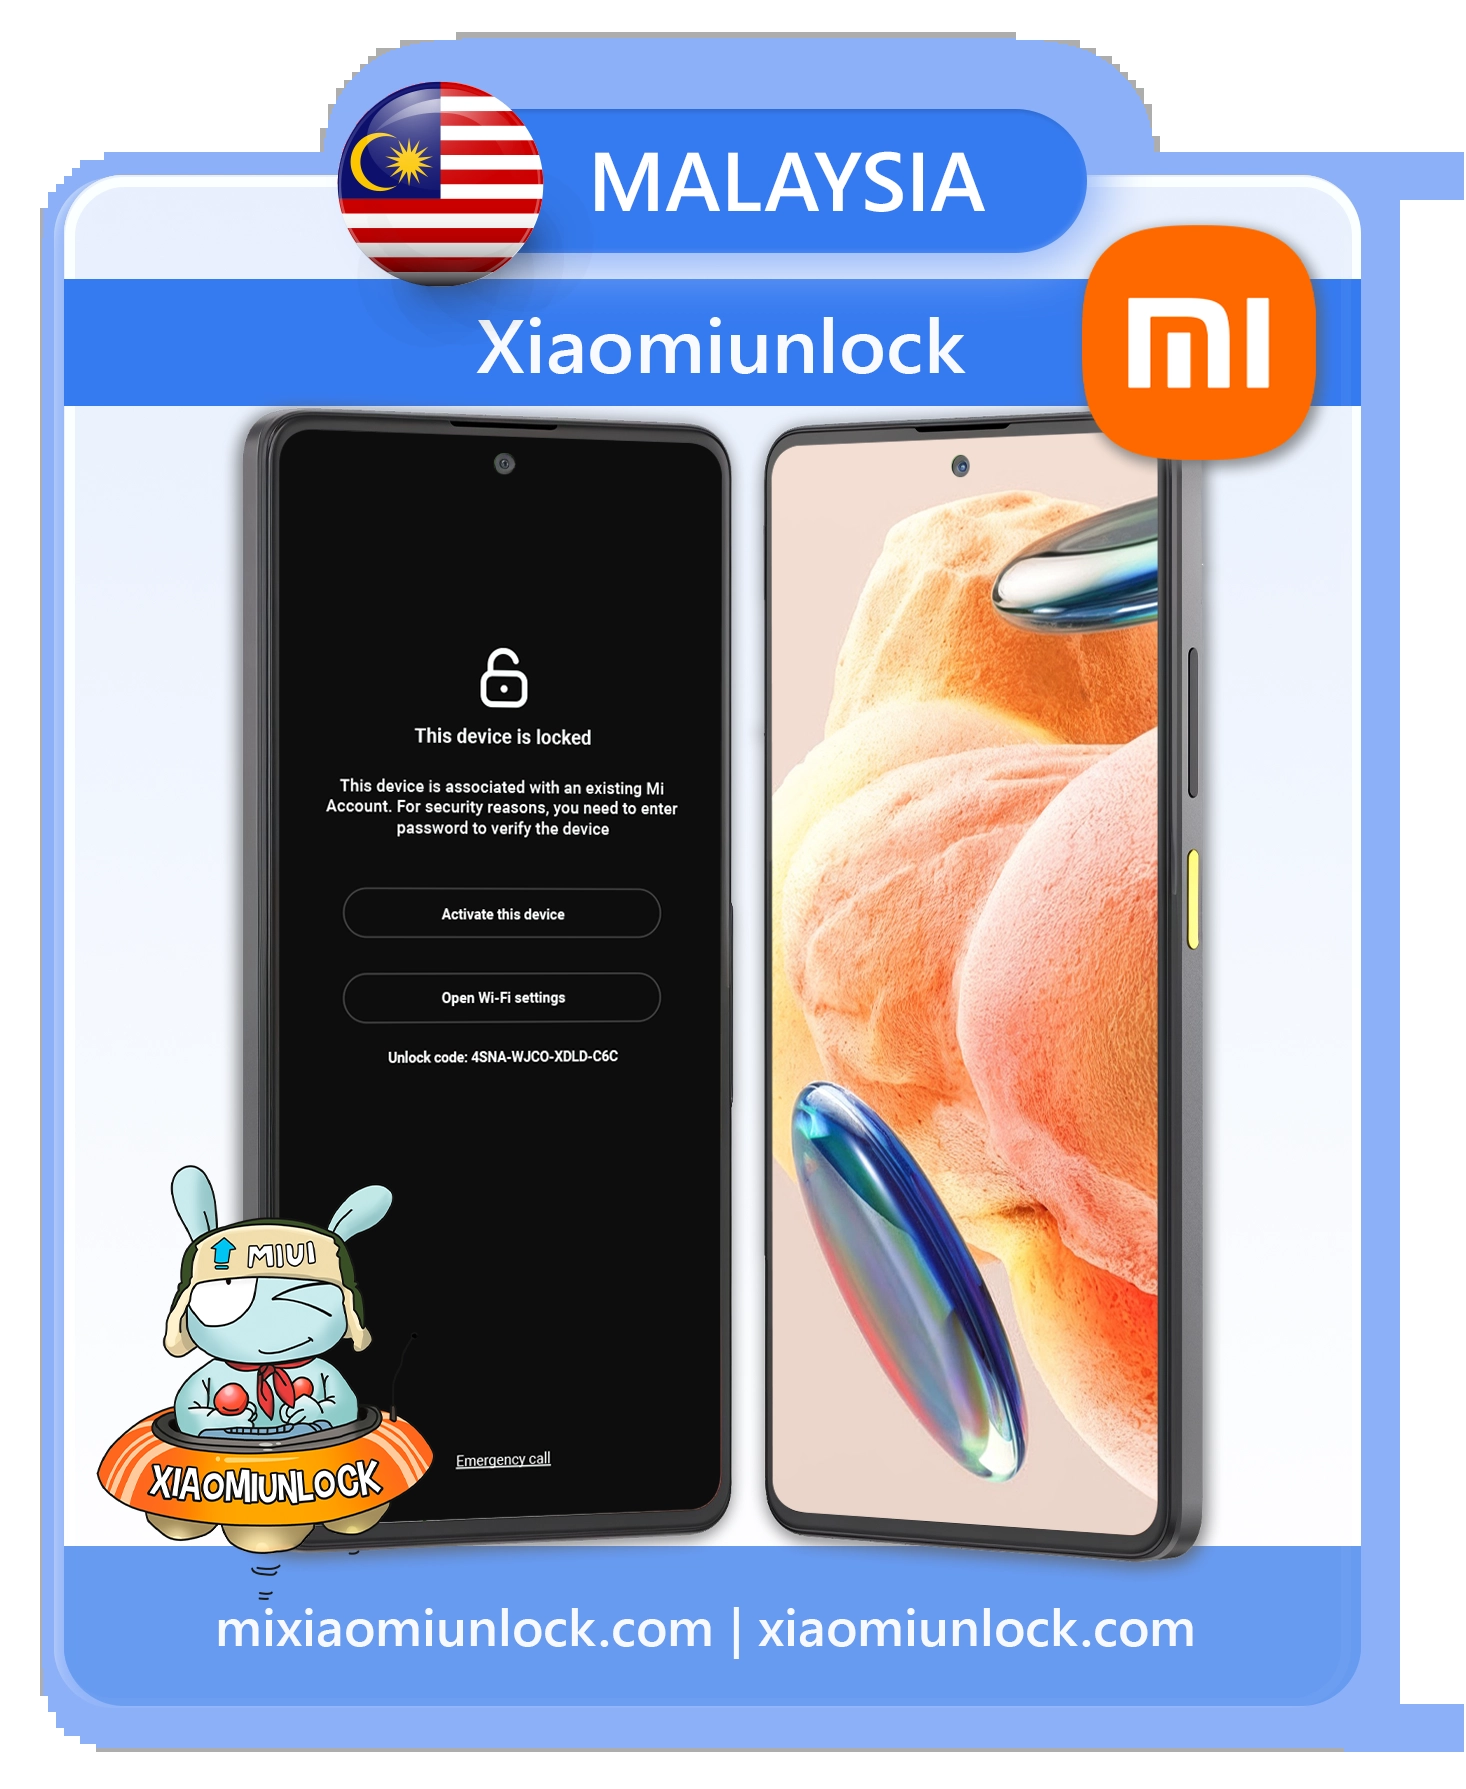 MALAYSIA
Xiaomiunlock
mi
This device is locked
This device is associated with an existing Mi
Account. For security reasons, you need to enter
password to verify the device
Activate this device
Open Wi-Fi settings
Unlock code: 4SNA-WJCO-XDLD-C6C
MIUI
Emergency call
XIAOMIUNLOCK
mixiaomiunlock.com | xiaomiunlock.com